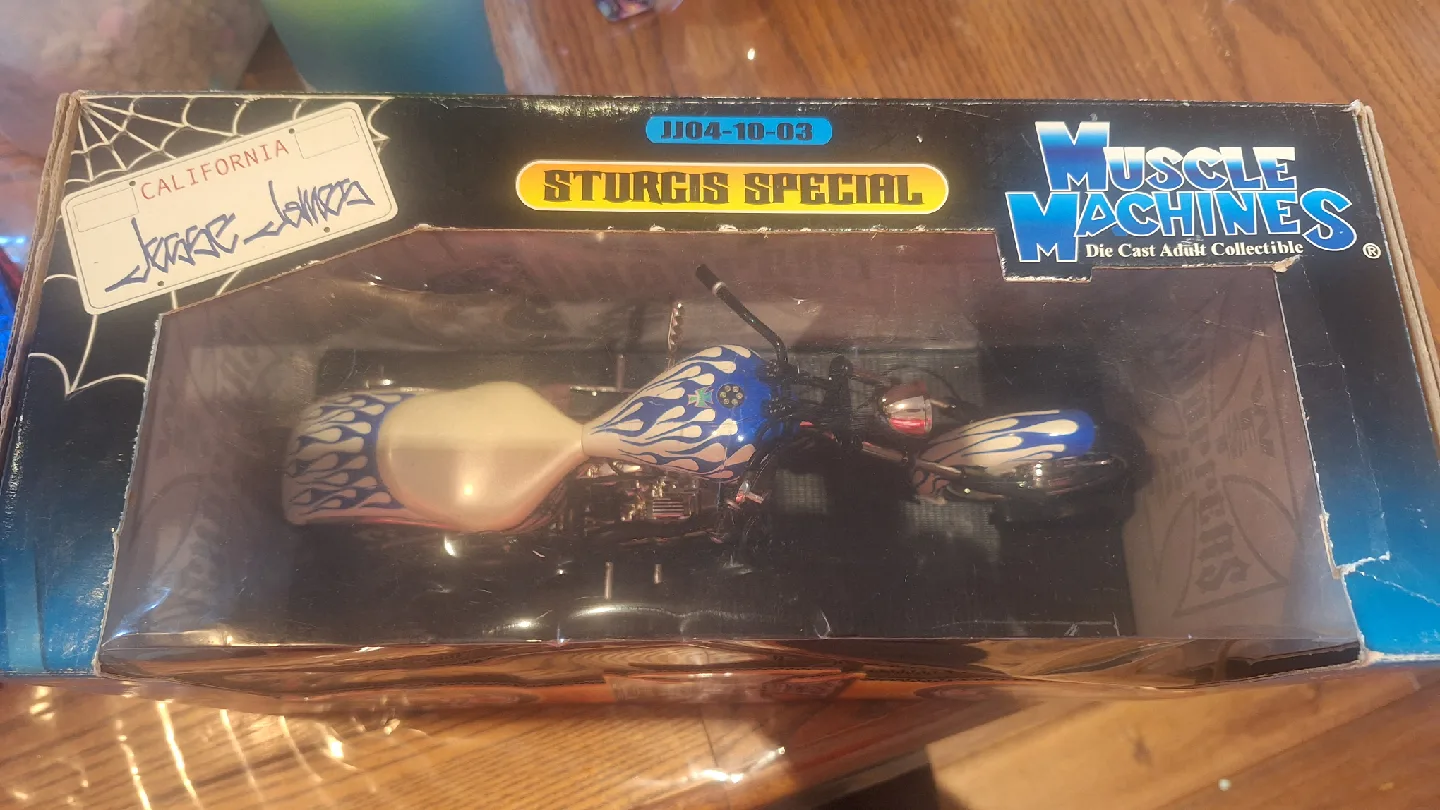 CALIFORNIA
Jesse James
JJ04-10-03
STURGIS SPECIAL
MUSCLE
MACHINES
Die Cast Adult Collectible
®